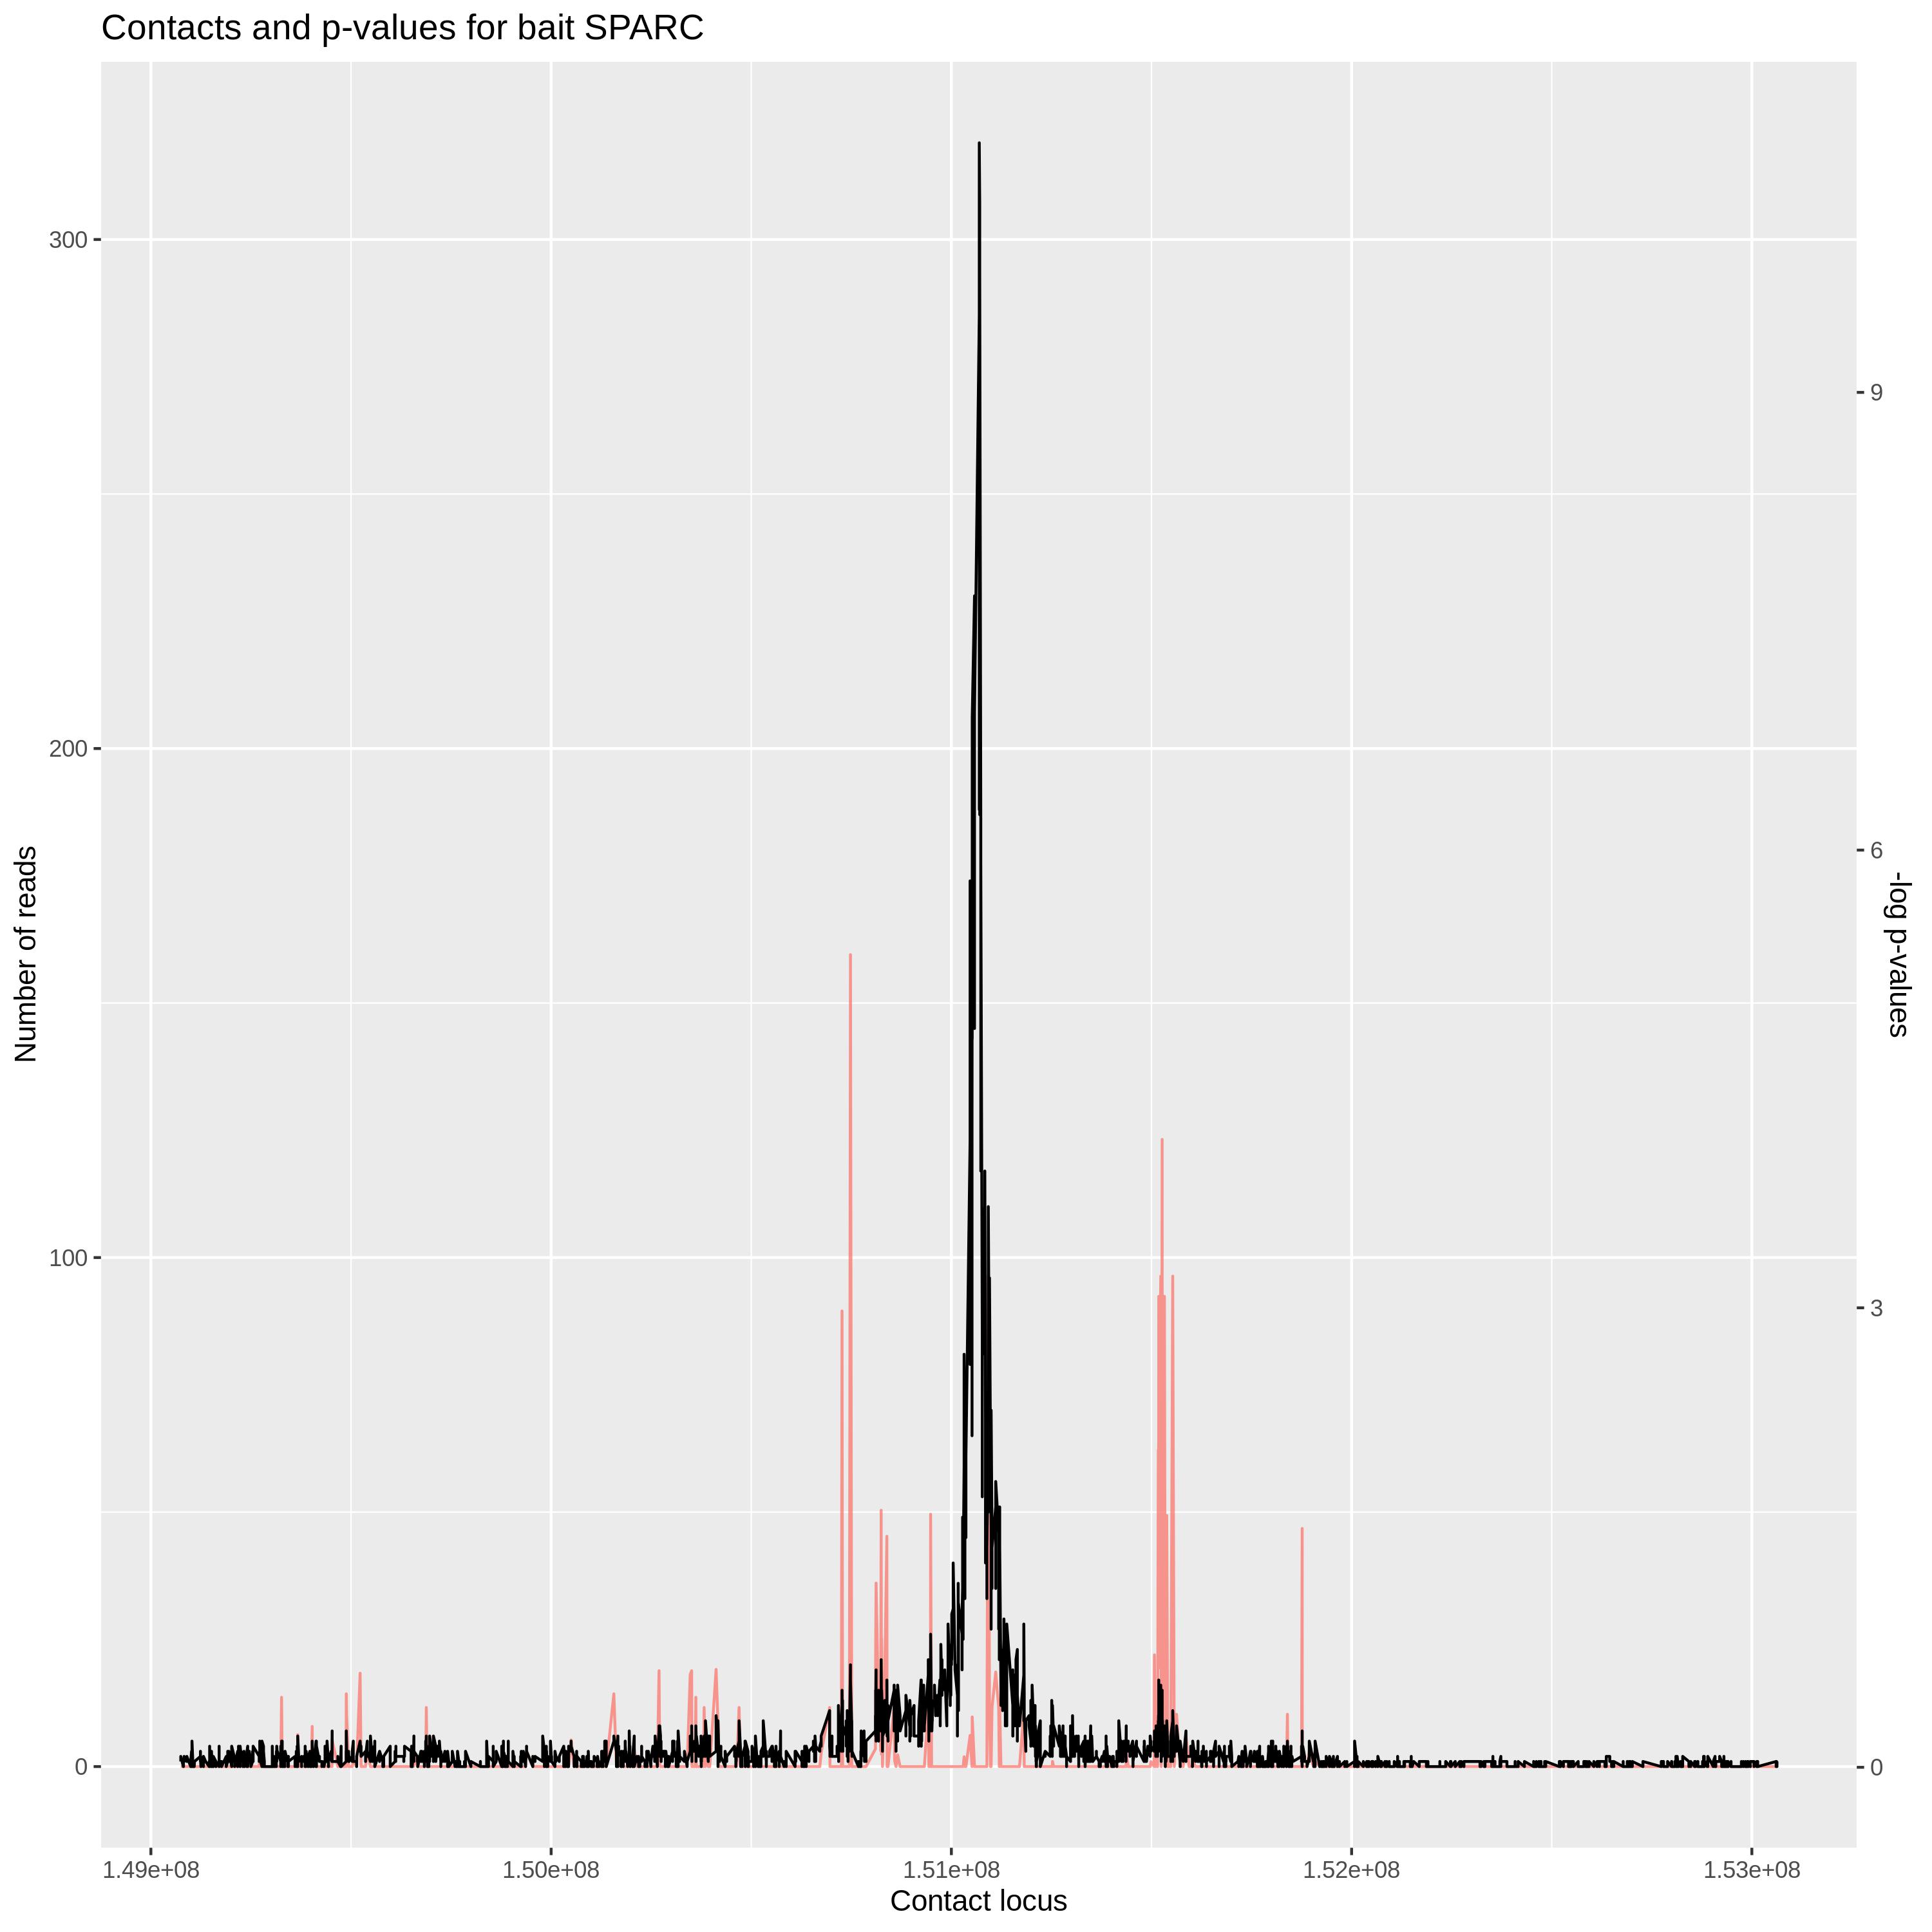 Contacts and p-values for bait SPARC
300
200
100
0
Number of reads
9
6
3
0
-log p-values
1.49e+08 1.50e+08 1.51e+08 1.52e+08 1.53e+08
Contact locus